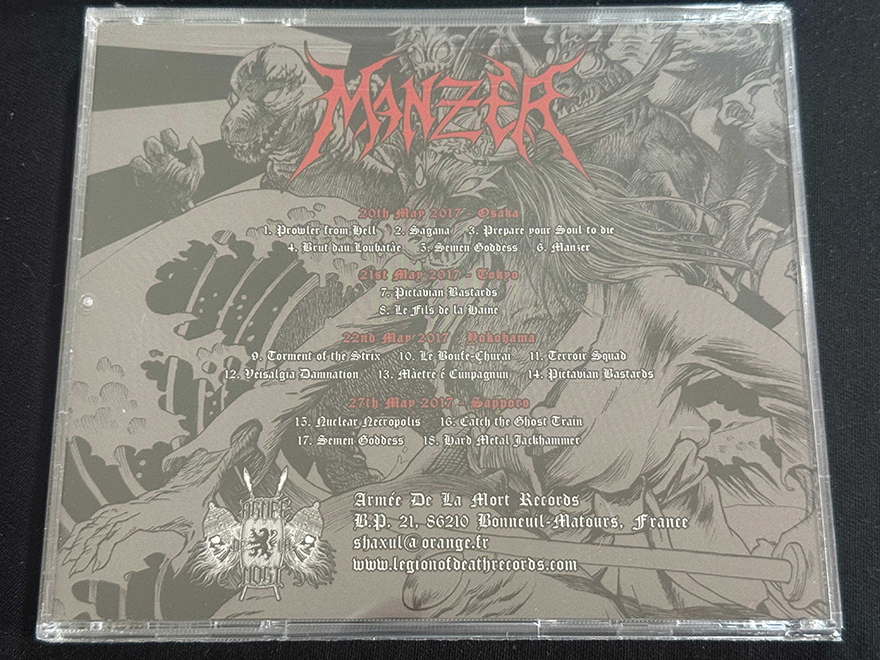 MANZER
20th May 2017 - Osaka
1. Prowler from Hell 2. Sagana 3. Prepare your Soul to die
4. Brut dau Loubatàe 5. Semen Goddess 6. Manzer
21st May 2017 - Tokyo
7. Pictavian Bastards
8. Le Fils de la Haine
22nd May 2017 - Yokohama
9. Torment of the Strix 10. Le Boufe-Churai 11. Terroir Squad
12. Veisalgia Damnation 13. Màetre é Cunpagnun 14. Pictavian Bastards
27th May 2017 - Sapporo
15. Nuclear Necropolis 16. Catch the Ghost Train
17. Semen Goddess 18. Hard Metal Jackhammer
Armée De La Mort Records
B.P. 21, 86210 Bonneuil-Matours, France
shaxul@orange.fr
www.legionofdeathrecords.com